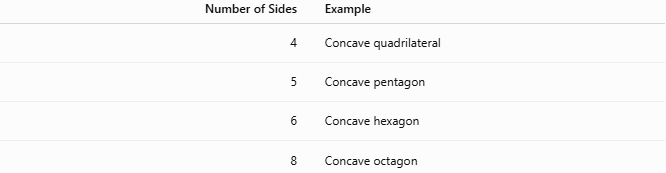 Number of Sides Example
4 Concave quadrilateral
5 Concave pentagon
6 Concave hexagon
8 Concave octagon